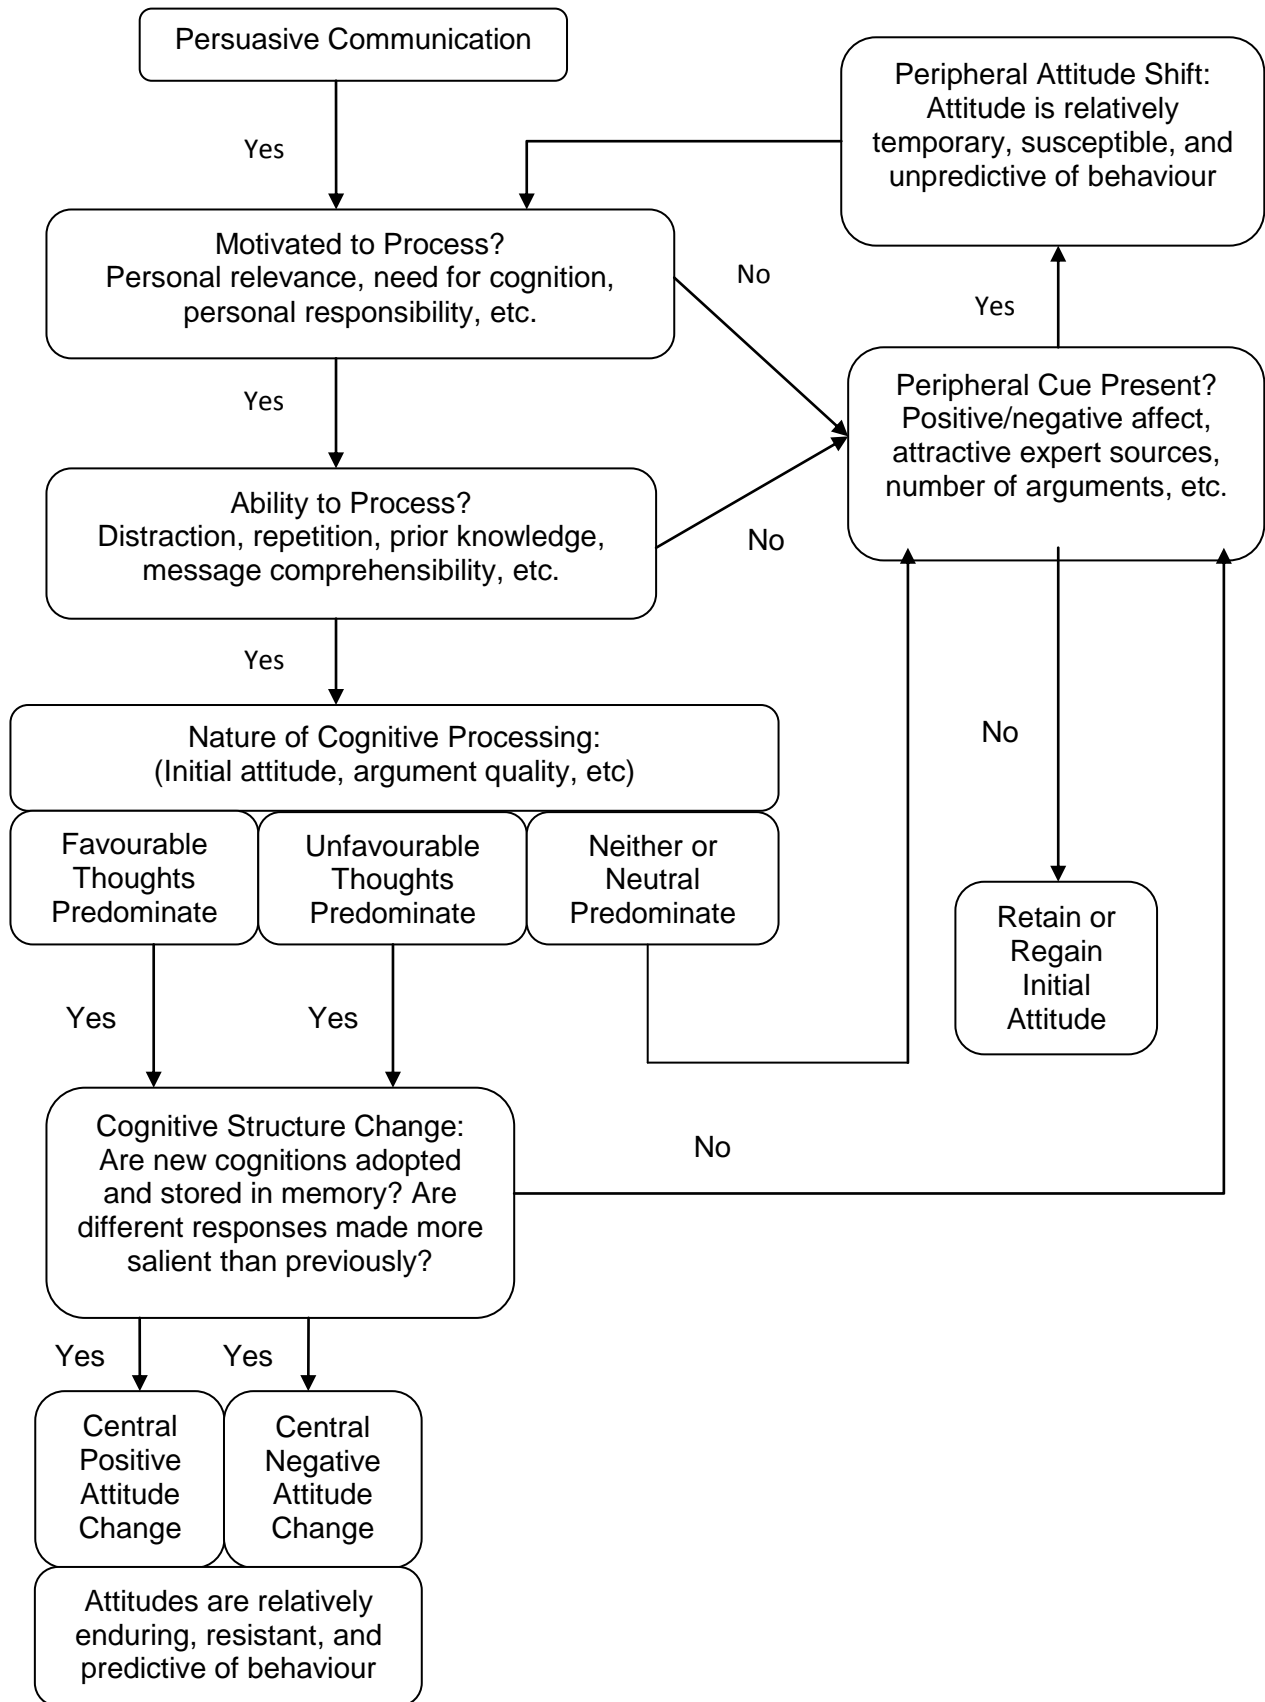 Persuasive Communication
Yes
Peripheral Attitude Shift:
Attitude is relatively
temporary, susceptible, and
unpredictive of behaviour
Motivated to Process?
Personal relevance, need for cognition,
personal responsibility, etc.
No
Yes
Yes
Peripheral Cue Present?
Positive/negative affect,
attractive expert sources,
number of arguments, etc.
Ability to Process?
Distraction, repetition, prior knowledge,
message comprehensibility, etc.
No
Yes
Nature of Cognitive Processing:
(Initial attitude, argument quality, etc)
No
Favourable
Thoughts
Predominate
Unfavourable
Thoughts
Predominate
Neither or
Neutral
Predominate
Retain or
Regain
Initial
Attitude
Yes
Yes
Cognitive Structure Change:
Are new cognitions adopted
and stored in memory? Are
different responses made more
salient than previously?
No
Yes
Yes
Central
Positive
Attitude
Change
Central
Negative
Attitude
Change
Attitudes are relatively
enduring, resistant, and
predictive of behaviour